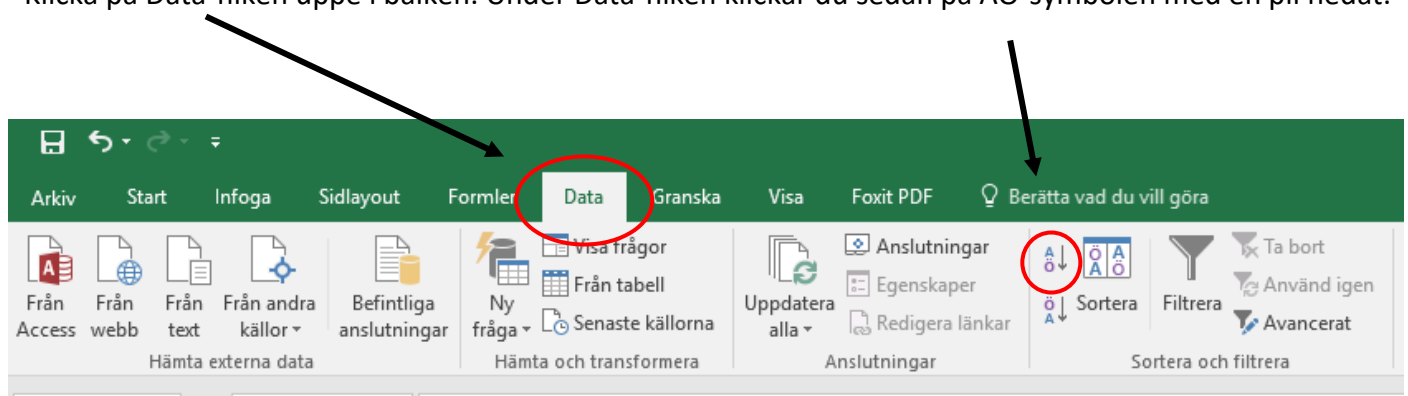 Klicka på Data-fliken uppe i balken. Under Data-fliken klickar du sedan på AÖ-symbolen med en pil nedåt.
Arkiv Start Infoga Sidlayout Formler Data Granska Visa Foxit PDF Berätta vad du vill göra
Från Access
Från webb
Från text
Från andra källor
Befintliga anslutningar
Hämta externa data
Ny fråga
Visa frågor
Från tabell
Senaste källorna
Hämta och transformera
Uppdatera alla
Anslutningar
Egenskaper
Redigera länkar
Anslutningar
A
Ö
Ö
A
Ö A
A Ö
Sortera
Filtrera
Ta bort
Använd igen
Avancerat
Sortera och filtrera